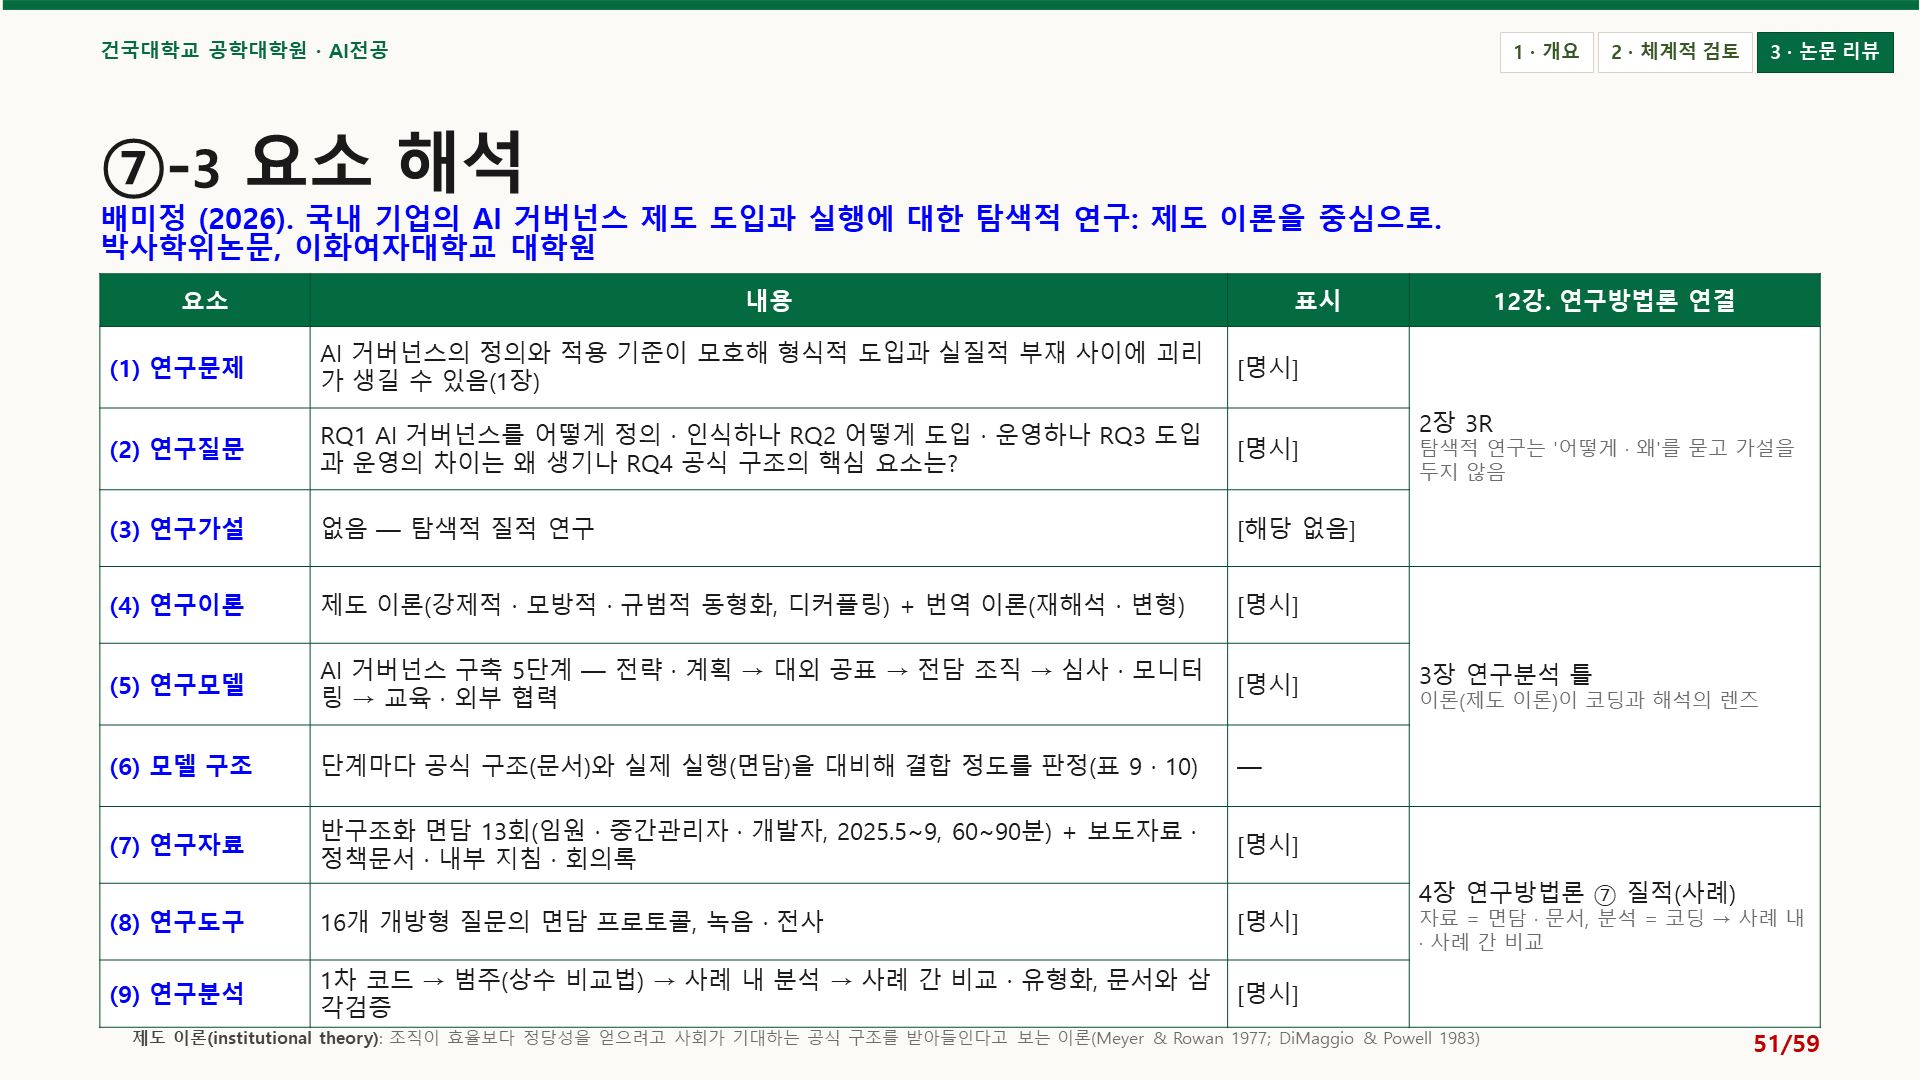 건국대학교 공학대학원 · AI전공
1 · 개요
2 · 체계적 검토
3 · 논문 리뷰
⑦-3 요소 해석
배미정 (2026). 국내 기업의 AI 거버넌스 제도 도입과 실행에 대한 탐색적 연구: 제도 이론을 중심으로.
박사학위논문, 이화여자대학교 대학원
요소
내용
표시
12강. 연구방법론 연결
(1) 연구문제
AI 거버넌스의 정의와 적용 기준이 모호해 형식적 도입과 실질적 부재 사이에 괴리
가 생길 수 있음(1장)
[명시]
2장 3R
탐색적 연구는 '어떻게 · 왜'를 묻고 가설을
두지 않음
(2) 연구질문
RQ1 AI 거버넌스를 어떻게 정의 · 인식하나 RQ2 어떻게 도입 · 운영하나 RQ3 도입
과 운영의 차이는 왜 생기나 RQ4 공식 구조의 핵심 요소는?
[명시]
(3) 연구가설
없음 — 탐색적 질적 연구
[해당 없음]
(4) 연구이론
제도 이론(강제적 · 모방적 · 규범적 동형화, 디커플링) + 번역 이론(재해석 · 변형)
[명시]
3장 연구분석 틀
이론(제도 이론)이 코딩과 해석의 렌즈
(5) 연구모델
AI 거버넌스 구축 5단계 — 전략 · 계획 → 대외 공표 → 전담 조직 → 심사 · 모니터
링 → 교육 · 외부 협력
[명시]
(6) 모델 구조
단계마다 공식 구조(문서)와 실제 실행(면담)을 대비해 결합 정도를 판정(표 9 · 10)
—
(7) 연구자료
반구조화 면담 13회(임원 · 중간관리자 · 개발자, 2025.5~9, 60~90분) + 보도자료 ·
정책문서 · 내부 지침 · 회의록
[명시]
4장 연구방법론 ⑦ 질적(사례)
자료 = 면담 · 문서, 분석 = 코딩 → 사례 내
· 사례 간 비교
(8) 연구도구
16개 개방형 질문의 면담 프로토콜, 녹음 · 전사
[명시]
(9) 연구분석
1차 코드 → 범주(상수 비교법) → 사례 내 분석 → 사례 간 비교 · 유형화, 문서와 삼
각검증
[명시]
제도 이론(institutional theory): 조직이 효율보다 정당성을 얻으려고 사회가 기대하는 공식 구조를 받아들인다고 보는 이론(Meyer & Rowan 1977; DiMaggio & Powell 1983)
51/59